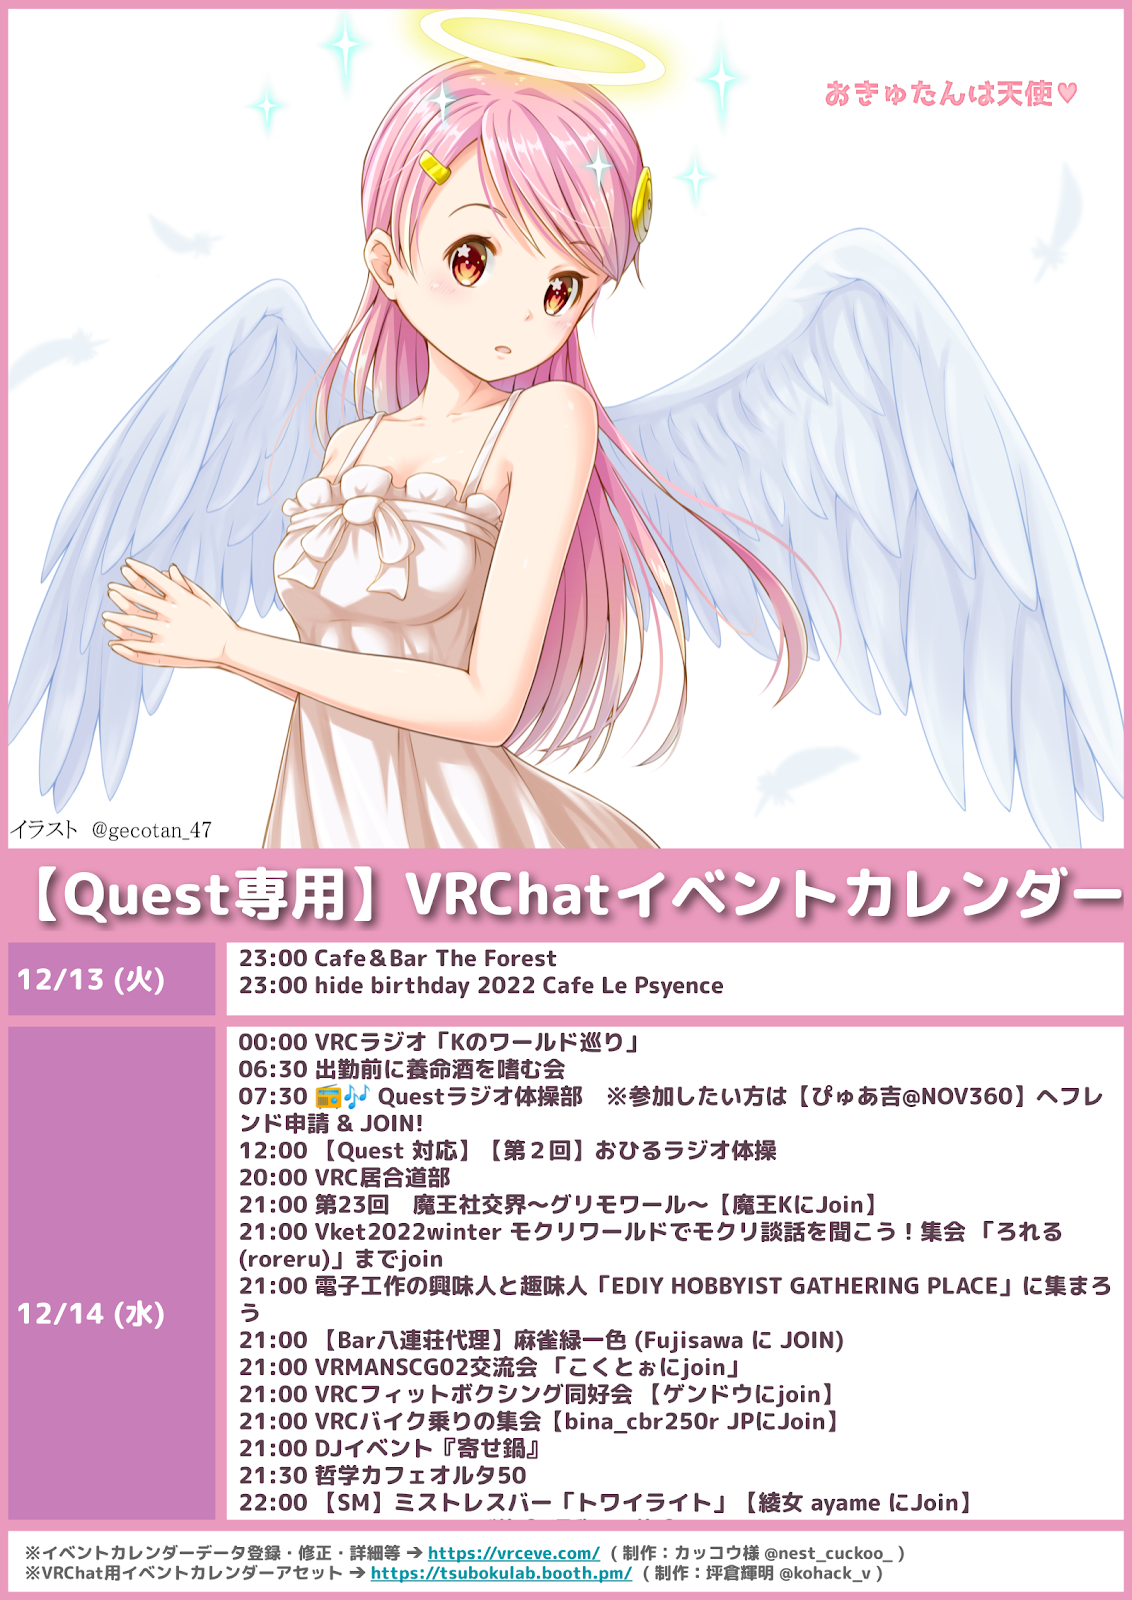 おきゅたんは天使♥
イラスト @gecotan_47
【Quest専用】VRChatイベントカレンダー
12/13 (火)
23:00 Cafe＆Bar The Forest
23:00 hide birthday 2022 Cafe Le Psyence
12/14 (水)
00:00 VRCラジオ「Kのワールド巡り」
06:30 出勤前に養命酒を嗜む会
07:30 📻🎶 Questラジオ体操部　※参加したい方は【ぴゅあ吉@NOV360】へフレ
ンド申請 & JOIN!
12:00 【Quest 対応】【第２回】おひるラジオ体操
20:00 VRC居合道部
21:00 第23回　魔王社交界～グリモワール～【魔王KにJoin】
21:00 Vket2022winter モクリワールドでモクリ談話を聞こう！集会 「ろれる
(roreru)」までjoin
21:00 電子工作の興味人と趣味人「EDIY HOBBYIST GATHERING PLACE」に集まろ
う
21:00 【Bar八連荘代理】麻雀緑一色 (Fujisawa に JOIN)
21:00 VRMANSCG02交流会 「こくとぉにjoin」
21:00 VRCフィットボクシング同好会 【ゲンドウにjoin】
21:00 VRCバイク乗りの集会【bina_cbr250r JPにJoin】
21:00 DJイベント『寄せ鍋』
21:30 哲学カフェオルタ50
22:00 【SM】ミストレスバー「トワイライト」【綾女 ayame にJoin】
※イベントカレンダーデータ登録・修正・詳細等 ➔ https://vrceve.com/ ( 制作：カッコウ様 @nest_cuckoo_ )
※VRChat用イベントカレンダーアセット ➔ https://tsubokulab.booth.pm/ ( 制作：坪倉輝明 @kohack_v )